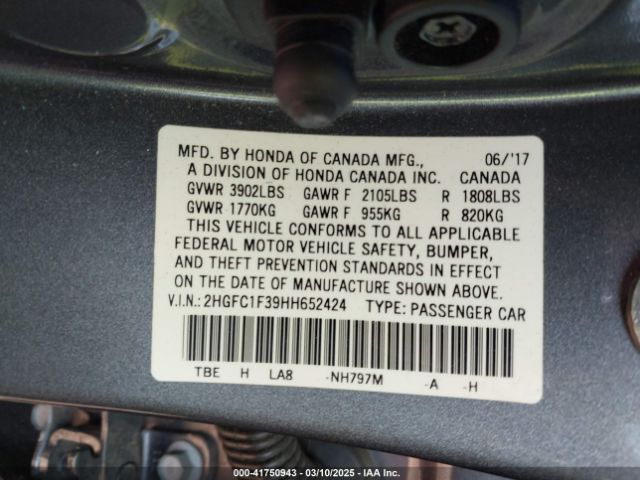 MFD. BY HONDA OF CANADA MFG., 06/'17
A DIVISION OF HONDA CANADA INC. CANADA
GVWR 3902LBS GAWR F 2105LBS R 1808LBS
GVWR 1770KG GAWR F 955KG R 820KG
THIS VEHICLE CONFORMS TO ALL APPLICABLE
FEDERAL MOTOR VEHICLE SAFETY, BUMPER,
AND THEFT PREVENTION STANDARDS IN EFFECT
ON THE DATE OF MANUFACTURE SHOWN ABOVE.
V.I.N.: 2HGFC1F39HH652424 TYPE: PASSENGER CAR
TBE H LA8 -NH797M -A -H
000-41750943 - 03/10/2025 - IAA Inc.